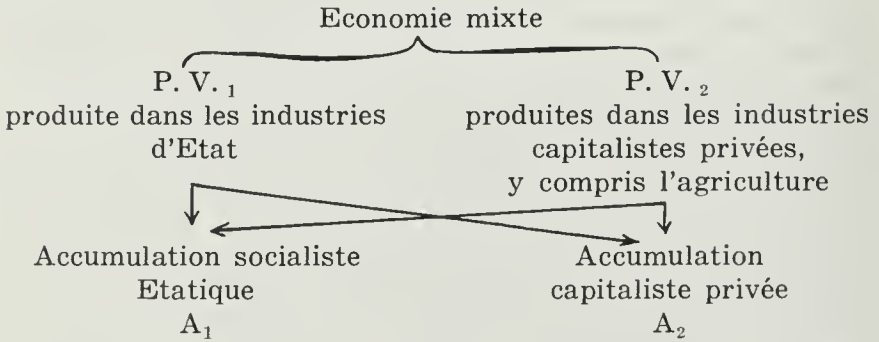 Economie mixte
P. V. ₁
P. V. ₂
produite dans les industries
d'Etat
produites dans les industries
capitalistes privées,
y compris l'agriculture
Accumulation socialiste
Etatique
A₁
Accumulation
capitaliste privée
A₂